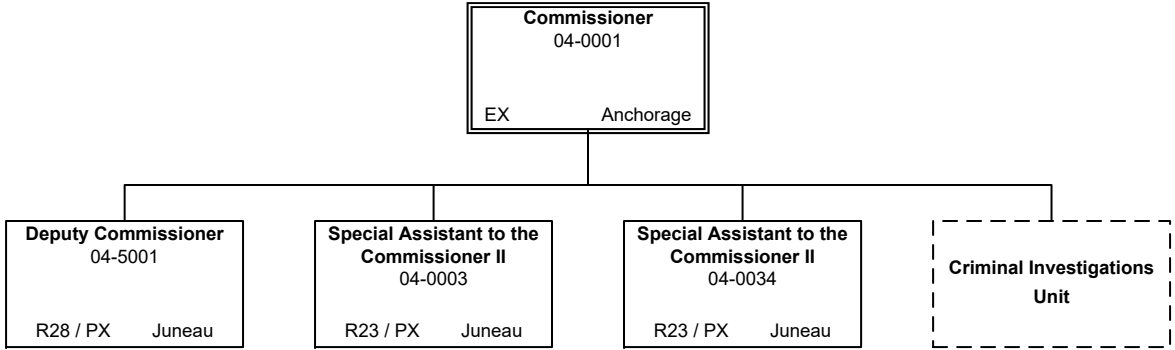 Commissioner
04-0001
EX Anchorage
Deputy Commissioner
04-5001
R28 / PX Juneau
Special Assistant to the
Commissioner II
04-0003
R23 / PX Juneau
Special Assistant to the
Commissioner II
04-0034
R23 / PX Juneau
Criminal Investigations
Unit